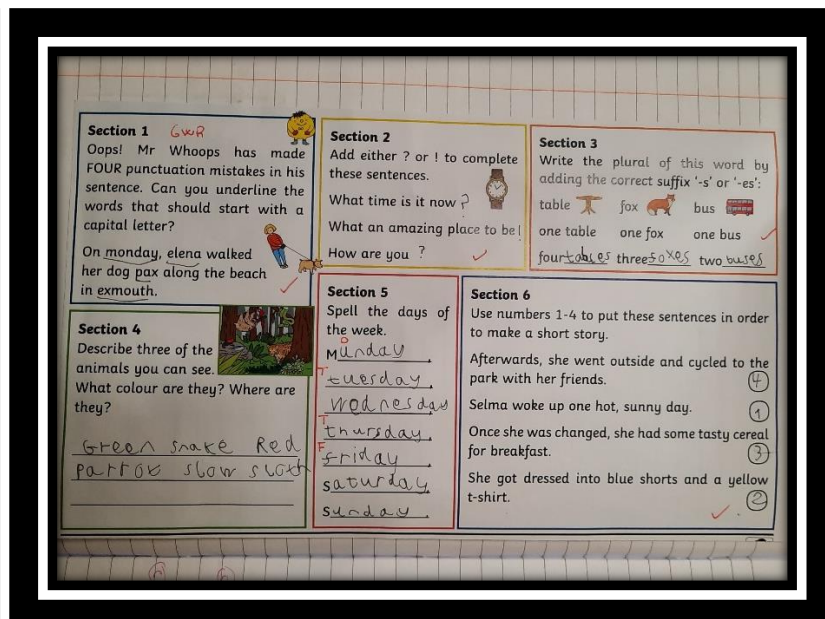 Section 1 GWR
Oops! Mr Whoops has made
FOUR punctuation mistakes in his
sentence. Can you underline the
words that should start with a
capital letter?
On monday, elena walked
her dog pax along the beach
in exmouth.
Section 2
Add either ? or ! to complete
these sentences.
What time is it now ?
What an amazing place to be!
How are you ?
Section 3
Write the plural of this word by
adding the correct suffix '-s' or '-es':
table fox bus
one table one fox one bus
four tables three foxes two buses
Section 4
Describe three of the
animals you can see.
What colour are they? Where are
they?
Green snake Red
parrot slow sloth
Section 5
Spell the days of
the week.
o
Munday
T
tuesday
wednesday
T
thursday
F
friday
saturday
sunday
Section 6
Use numbers 1-4 to put these sentences in order
to make a short story.
Afterwards, she went outside and cycled to the
park with her friends. 4
Selma woke up one hot, sunny day. 1
Once she was changed, she had some tasty cereal
for breakfast. 3
She got dressed into blue shorts and a yellow
t-shirt. 2